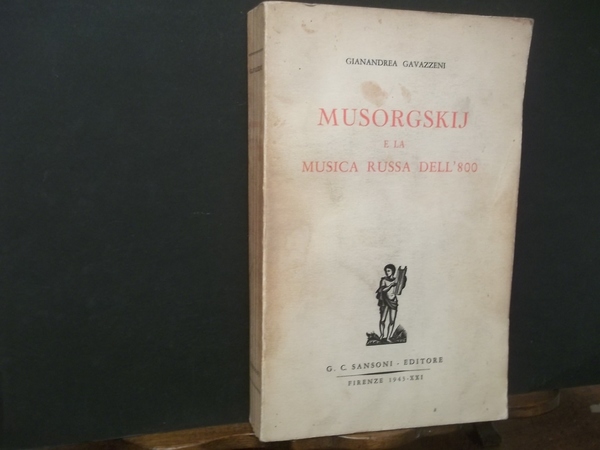 GIANANDREA GAVAZZENI
MUSORGSKIJ
E LA
MUSICA RUSSA DELL'800
G. C. SANSONI - EDITORE
FIRENZE 1943-XXI